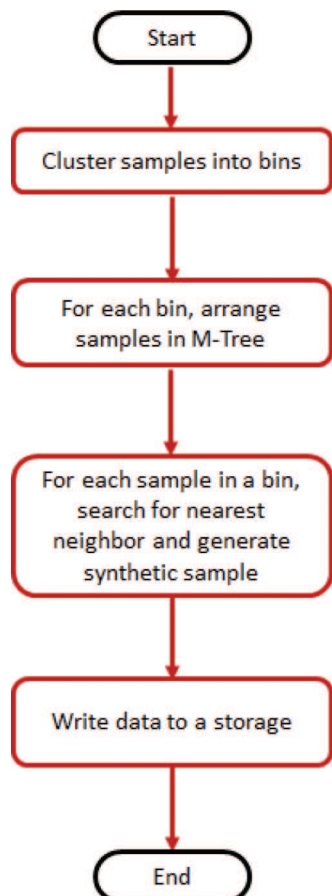 Start
Cluster samples into bins
For each bin, arrange
samples in M-Tree
For each sample in a bin,
search for nearest
neighbor and generate
synthetic sample
Write data to a storage
End